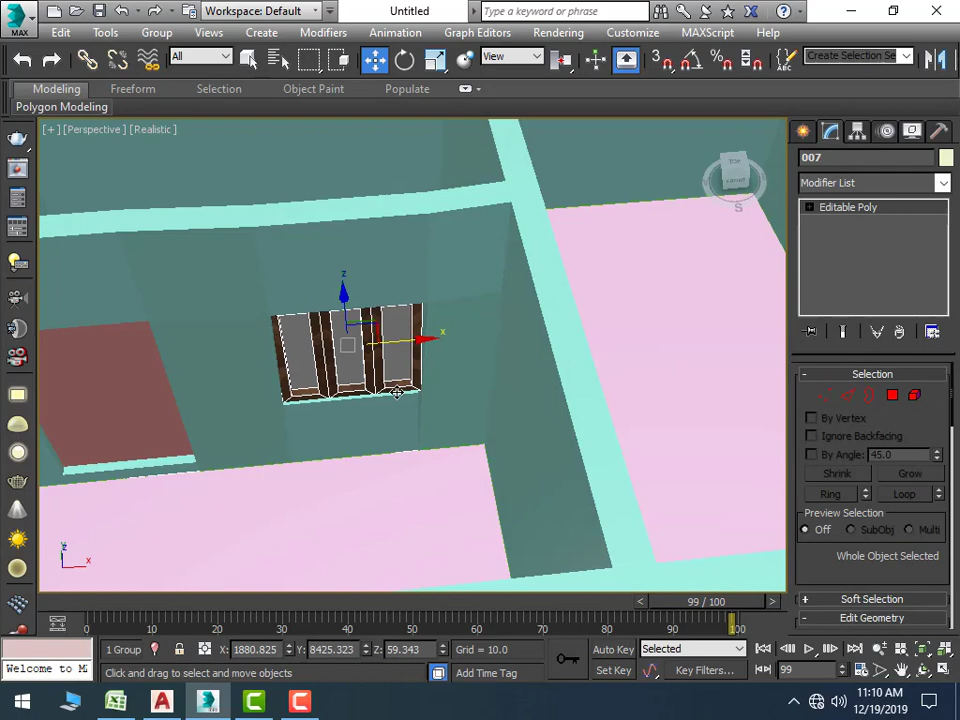 MAX
Workspace: Default
Untitled
Type a keyword or phrase
Edit Tools Group Views Create Modifiers Animation Graph Editors Rendering Customize MAXScript Help
All
View
3
%
Create Selection Se
Modeling Freeform Selection Object Paint Populate
Polygon Modeling
[+] [Perspective] [Realistic]
TOP
S
007
Modifier List
Editable Poly
z
x
Selection
By Vertex
Ignore Backfacing
By Angle: 45.0
Shrink Grow
Ring Loop
Preview Selection
Off SubObj Multi
Whole Object Selected
Soft Selection
Edit Geometry
z
x
< 99 / 100 >
0 10 20 30 40 50 60 70 80 90 100
1 Group X: 1880.825 Y: 8425.323 Z: 59.343 Grid = 10.0 Auto Key Selected
Welcome to M Click and drag to select and move objects Add Time Tag Set Key Key Filters... 99
11:10 AM
12/19/2019